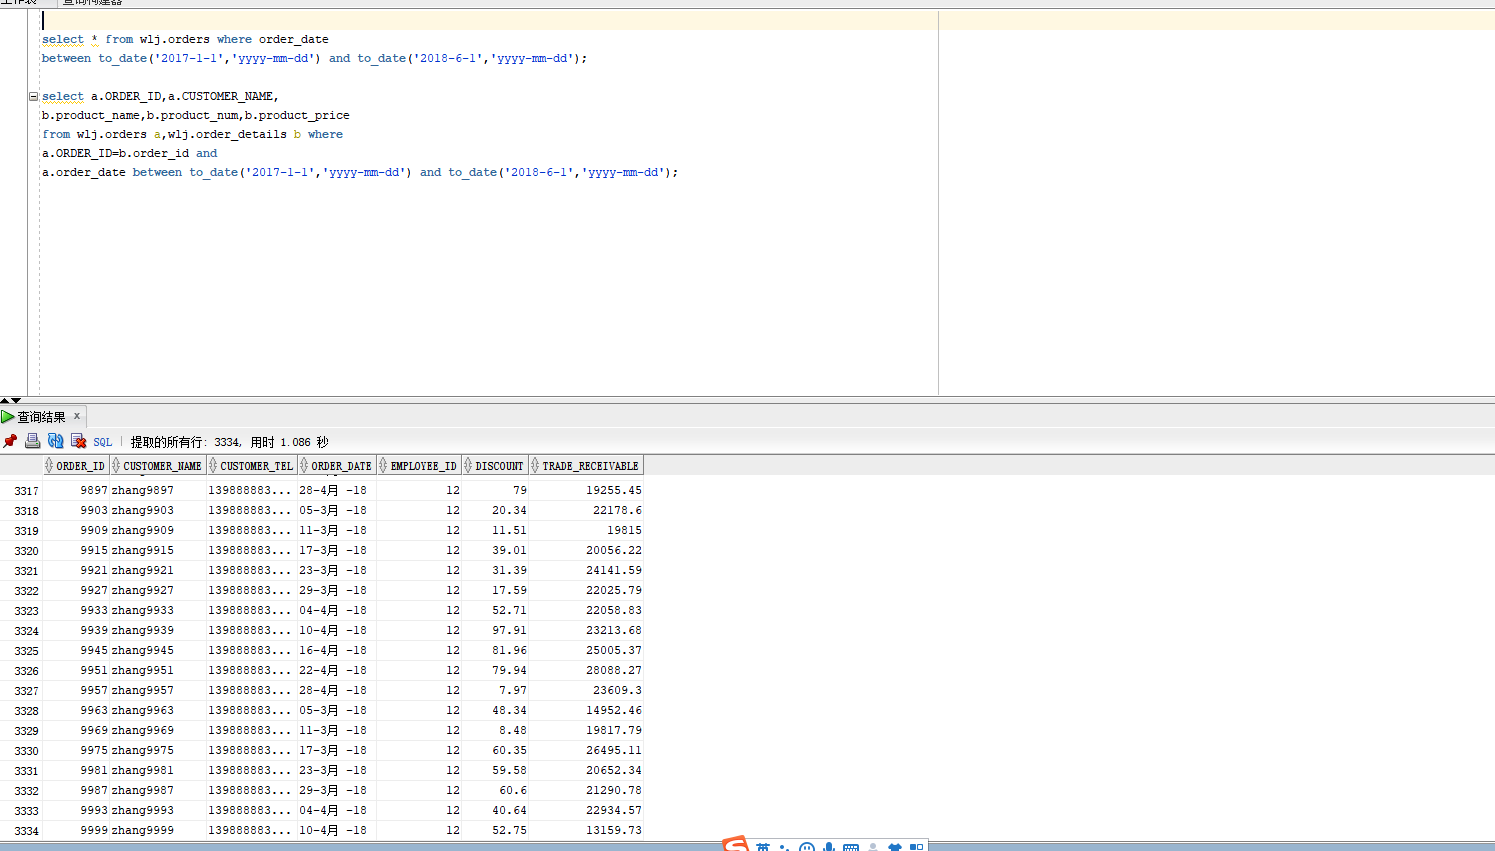 select * from wlj.orders where order_date
between to_date('2017-1-1','yyyy-mm-dd') and to_date('2018-6-1','yyyy-mm-dd');
select a.ORDER_ID,a.CUSTOMER_NAME,
b.product_name,b.product_num,b.product_price
from wlj.orders a,wlj.order_details b where
a.ORDER_ID=b.order_id and
a.order_date between to_date('2017-1-1','yyyy-mm-dd') and to_date('2018-6-1','yyyy-mm-dd');
查询结果 x
SQL | 提取的所有行: 3334, 用时 1.086 秒
ORDER_ID CUSTOMER_NAME CUSTOMER_TEL ORDER_DATE EMPLOYEE_ID DISCOUNT TRADE_RECEIVABLE
3317 9897 zhang9897 139888883... 28-4月 -18 12 79 19255.45
3318 9903 zhang9903 139888883... 05-3月 -18 12 20.34 22178.6
3319 9909 zhang9909 139888883... 11-3月 -18 12 11.51 19815
3320 9915 zhang9915 139888883... 17-3月 -18 12 39.01 20056.22
3321 9921 zhang9921 139888883... 23-3月 -18 12 31.39 24141.59
3322 9927 zhang9927 139888883... 29-3月 -18 12 17.59 22025.79
3323 9933 zhang9933 139888883... 04-4月 -18 12 52.71 22058.83
3324 9939 zhang9939 139888883... 10-4月 -18 12 97.91 23213.68
3325 9945 zhang9945 139888883... 16-4月 -18 12 81.96 25005.37
3326 9951 zhang9951 139888883... 22-4月 -18 12 79.94 28088.27
3327 9957 zhang9957 139888883... 28-4月 -18 12 7.97 23609.3
3328 9963 zhang9963 139888883... 05-3月 -18 12 48.34 14952.46
3329 9969 zhang9969 139888883... 11-3月 -18 12 8.48 19817.79
3330 9975 zhang9975 139888883... 17-3月 -18 12 60.35 26495.11
3331 9981 zhang9981 139888883... 23-3月 -18 12 59.58 20652.34
3332 9987 zhang9987 139888883... 29-3月 -18 12 60.6 21290.78
3333 9993 zhang9993 139888883... 04-4月 -18 12 40.64 22934.57
3334 9999 zhang9999 139888883... 10-4月 -18 12 52.75 13159.73